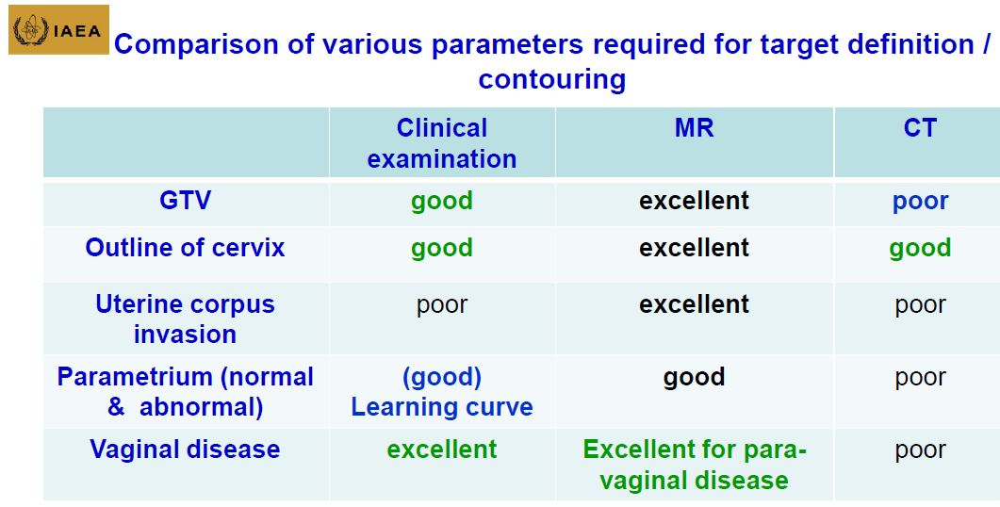 IAEA
Comparison of various parameters required for target definition /
contouring
Clinical examination MR CT
GTV good excellent poor
Outline of cervix good excellent good
Uterine corpus invasion poor excellent poor
Parametrium (normal & abnormal) (good) Learning curve good poor
Vaginal disease excellent Excellent for para-vaginal disease poor